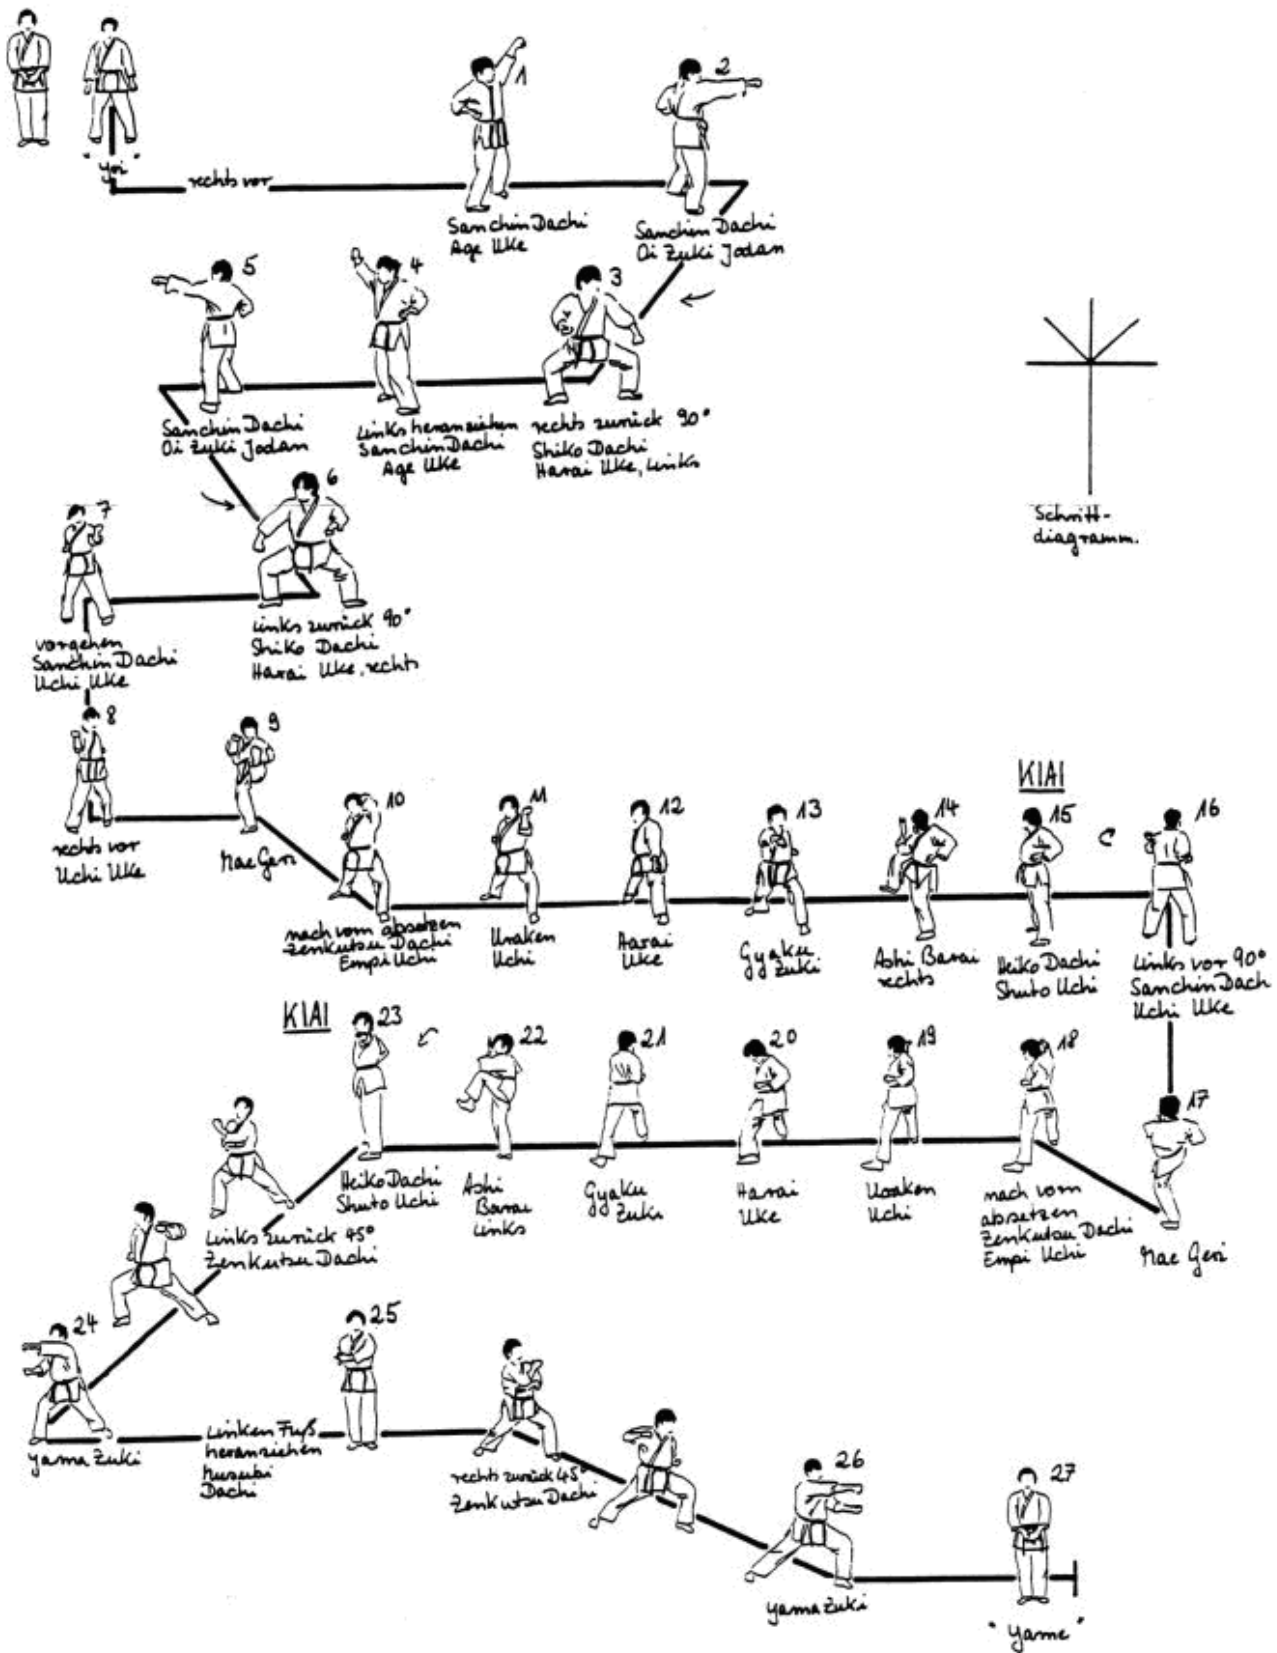 "Yoi"
rechts vor
1
Sanchin Dachi
Age Uke
2
Sanchin Dachi
Oi Zuki Jodan
5
Sanchin Dachi
Oi Zuki Jodan
4
Links heranziehen
Sanchin Dachi
Age Uke
3
rechts zurück 90°
Shiko Dachi
Harai Uke, Links
Schritt-
diagramm.
6
Links zurück 90°
Shiko Dachi
Harai Uke, rechts
7
vorgehen
Sanchin Dachi
Uchi Uke
8
rechts vor
Uchi Uke
9
Mae Geri
10
nach vorn absetzen
Zenkutsu Dachi
Empi Uchi
11
Uraken
Uchi
12
Harai
Uke
13
Gyaku
Zuki
14
Ashi Barai
rechts
KIAI
15
Heiko Dachi
Shuto Uchi
16
Links vor 90°
Sanchin Dach
Uchi Uke
KIAI
23
Heiko Dachi
Shuto Uchi
22
Ashi
Barai
Links
21
Gyaku
Zuki
20
Harai
Uke
19
Uraken
Uchi
18
nach vorn
absetzen
Zenkutsu Dachi
Empi Uchi
17
Mae Geri
Links zurück 45°
Zenkutsu Dachi
24
Yama Zuki
25
Linken Fuß
heranziehen
Musubi
Dachi
rechts zurück 45°
Zenkutsu Dachi
26
Yama Zuki
27
"Yame"